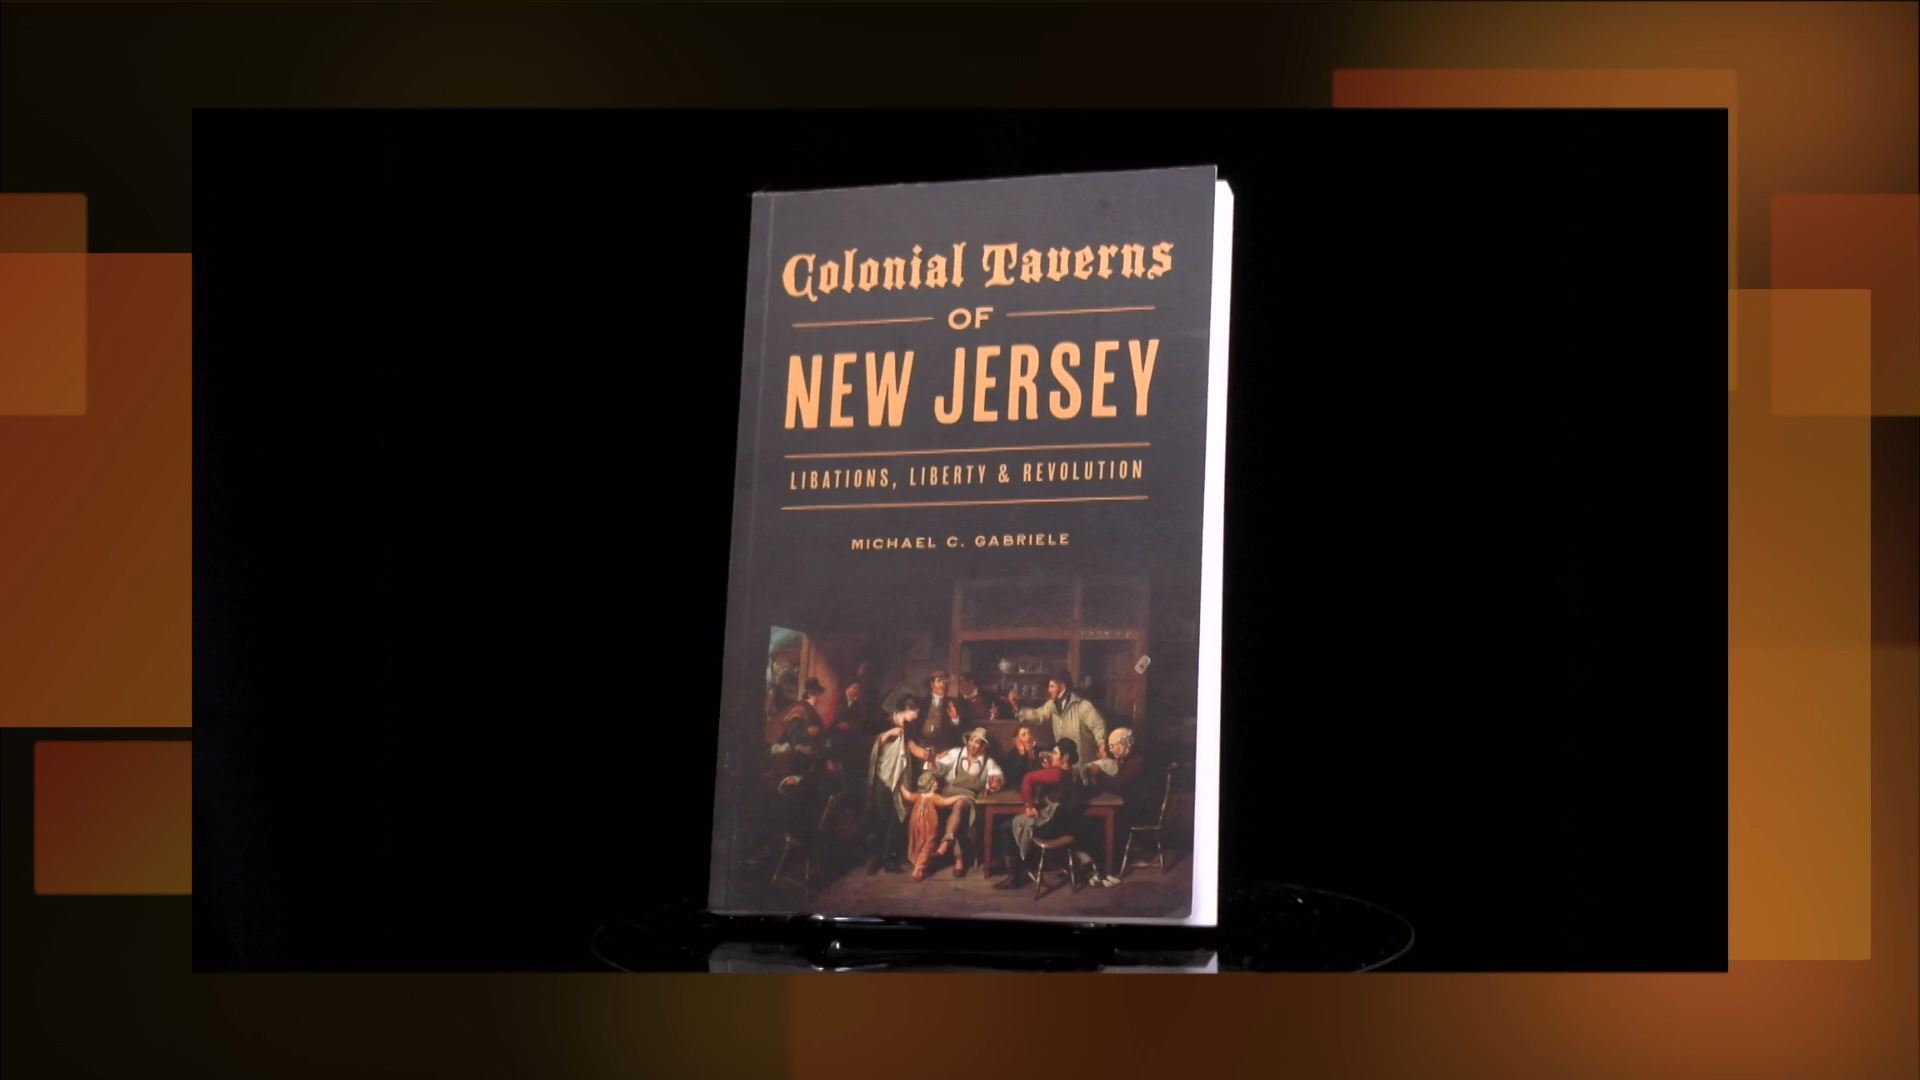 Colonial Taverns
OF
NEW JERSEY
LIBATIONS, LIBERTY & REVOLUTION
MICHAEL C. GABRIELE